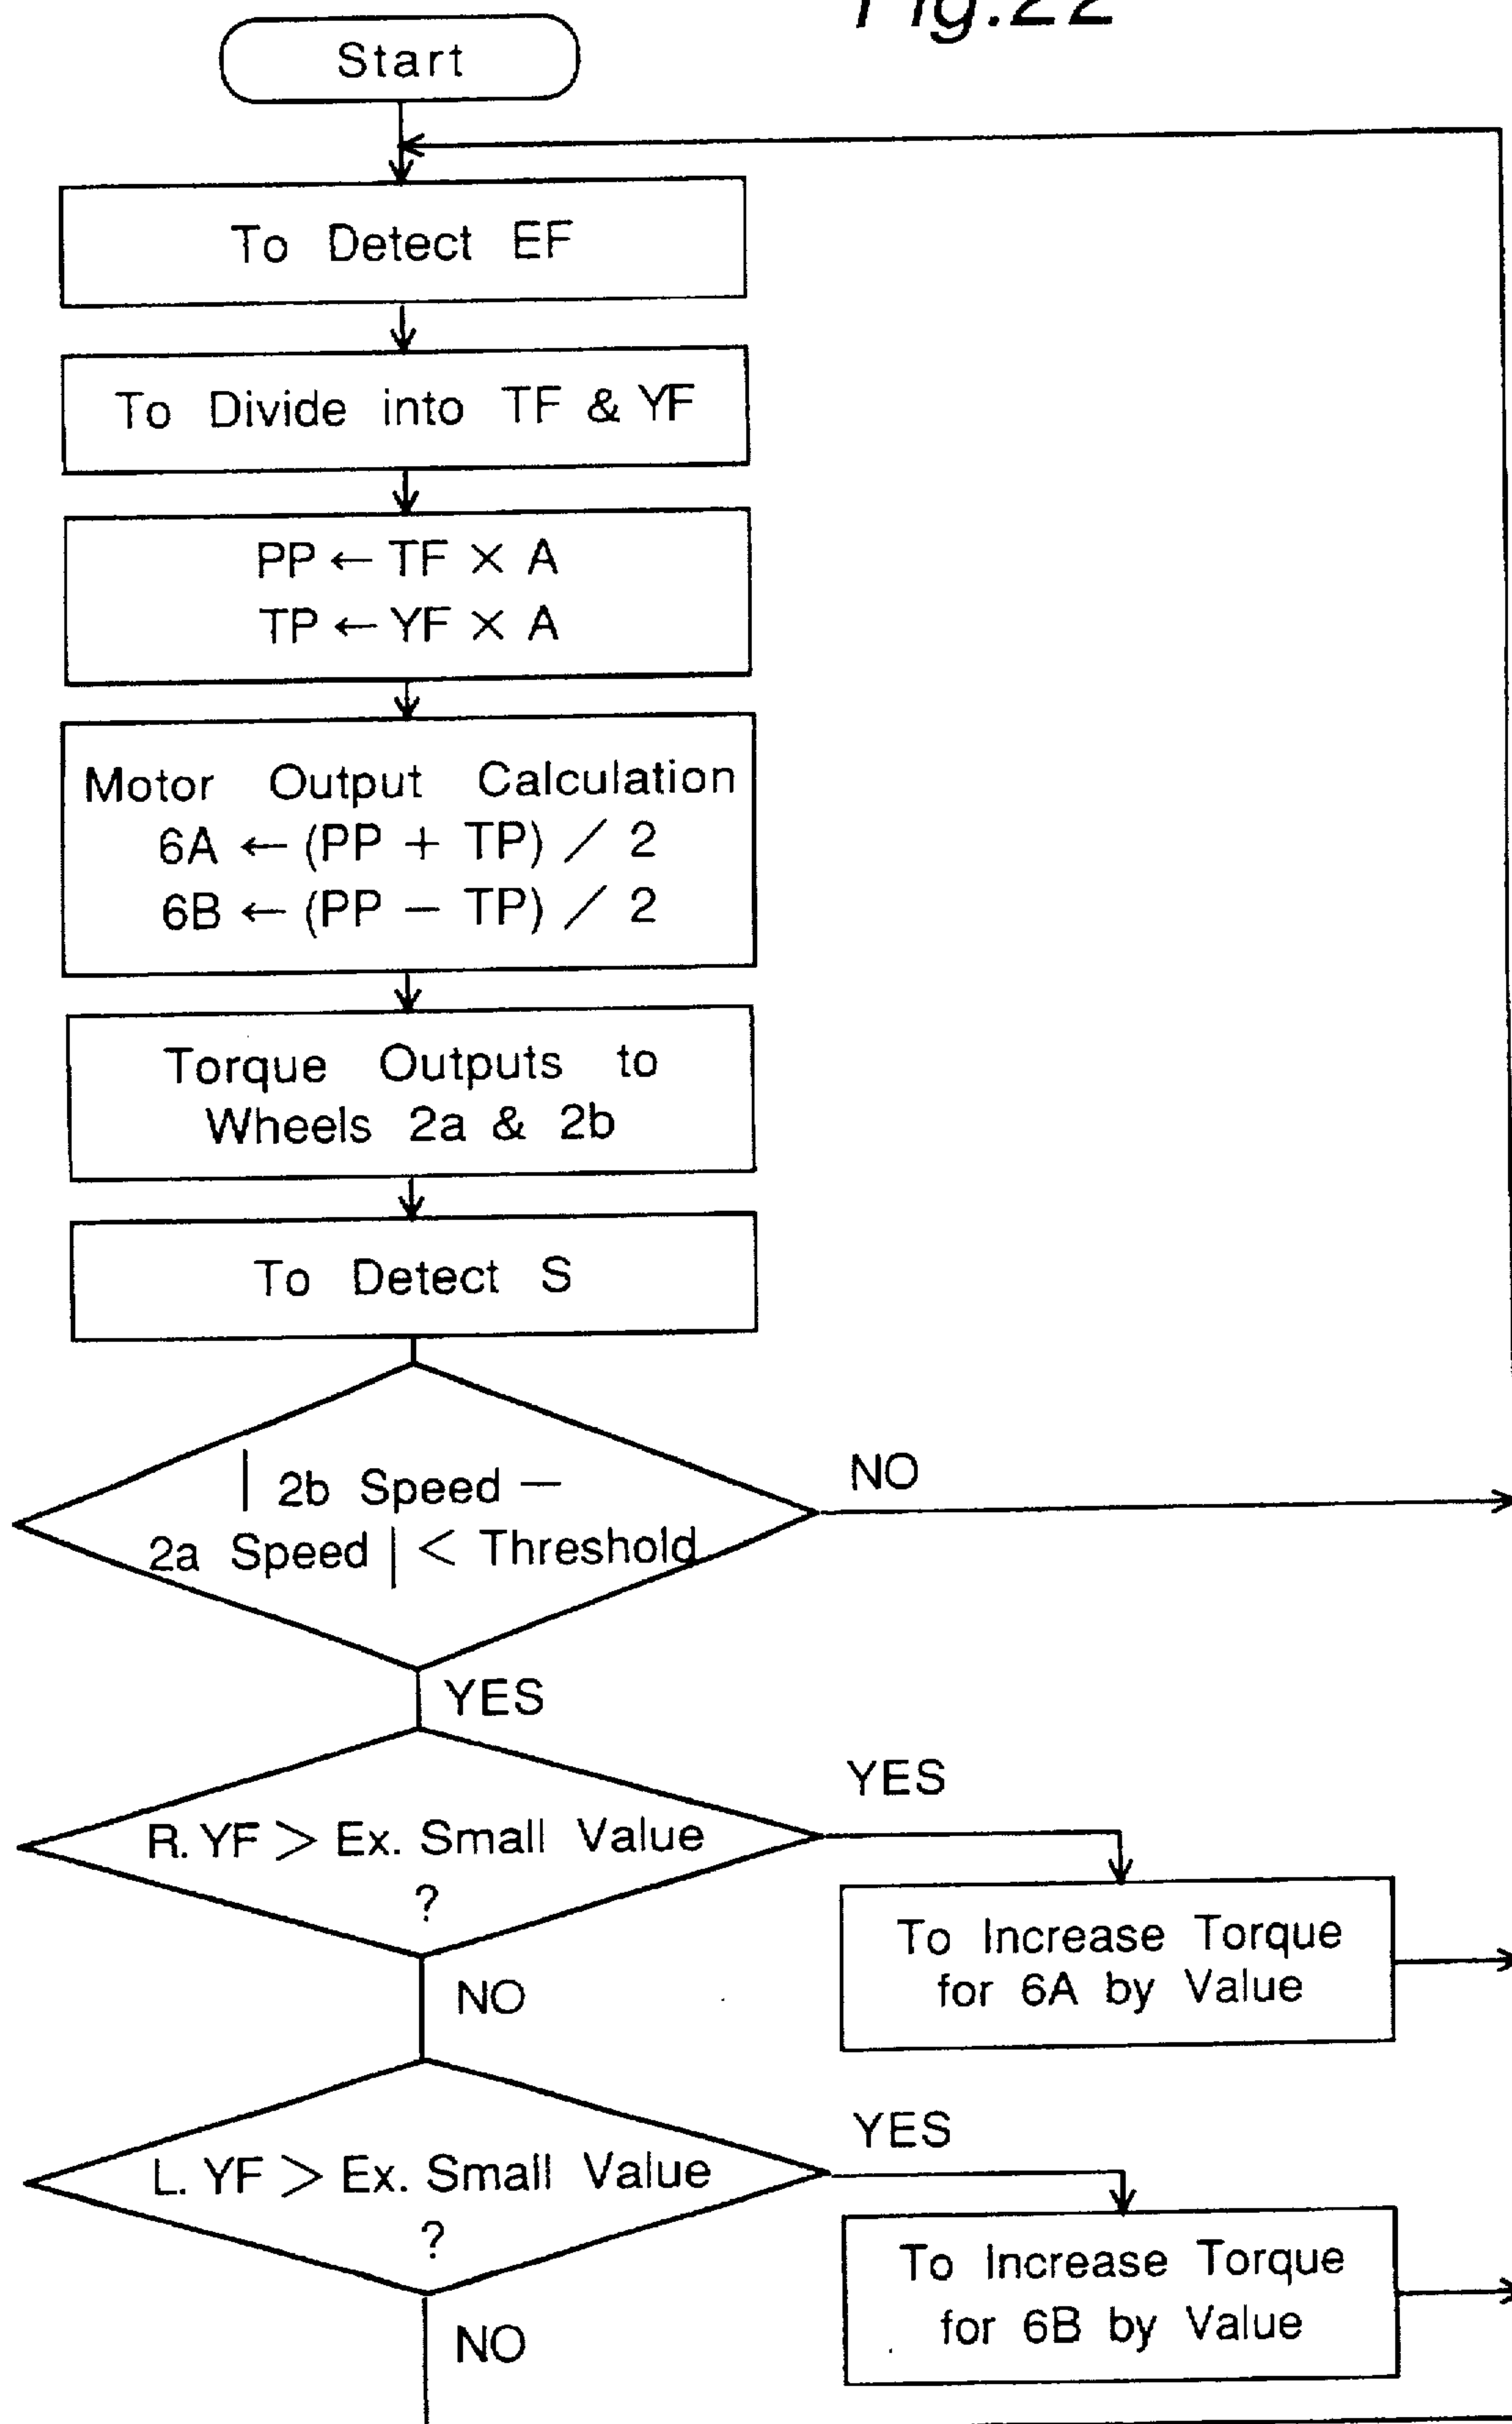 Fig.22
Start
To Detect EF
To Divide into TF & YF
PP ← TF × A
TP ← YF × A
Motor Output Calculation
6A ← (PP + TP) / 2
6B ← (PP − TP) / 2
Torque Outputs to
Wheels 2a & 2b
To Detect S
| 2b Speed −
2a Speed | < Threshold
NO
YES
R. YF > Ex. Small Value
?
YES
To Increase Torque
for 6A by Value
NO
L. YF > Ex. Small Value
?
YES
To Increase Torque
for 6B by Value
NO